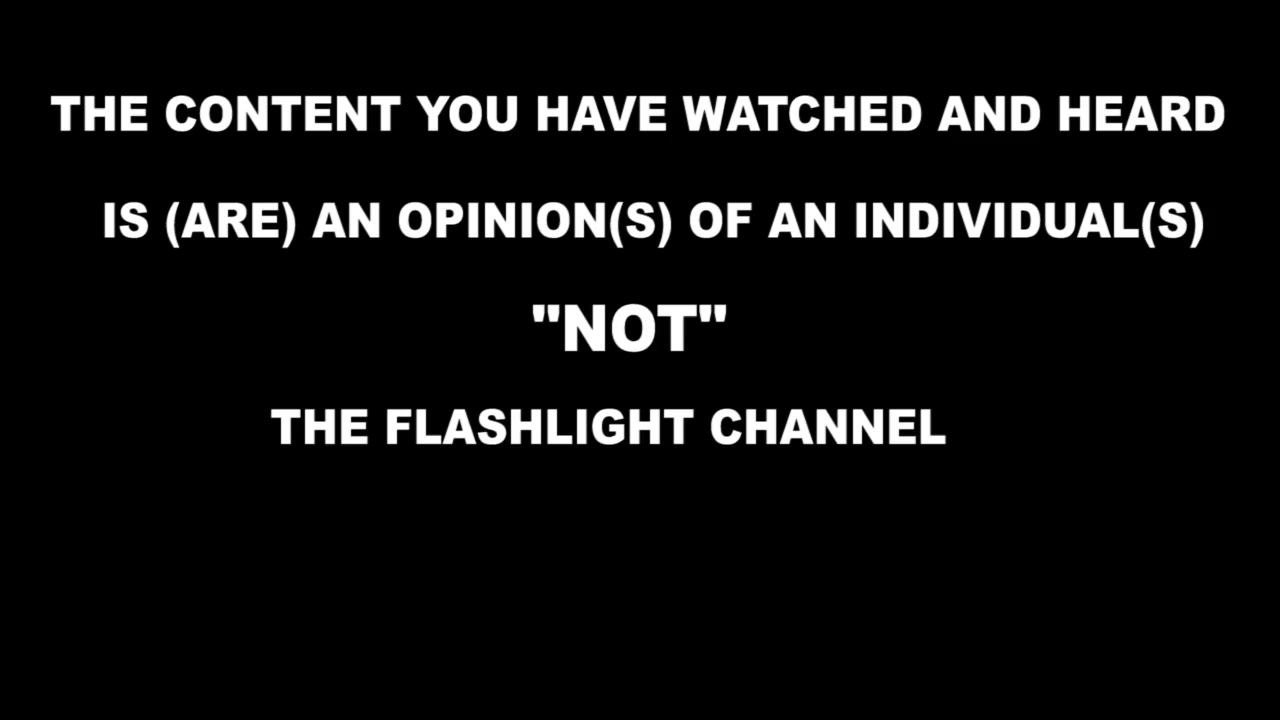 THE CONTENT YOU HAVE WATCHED AND HEARD
IS (ARE) AN OPINION(S) OF AN INDIVIDUAL(S)
"NOT"
THE FLASHLIGHT CHANNEL